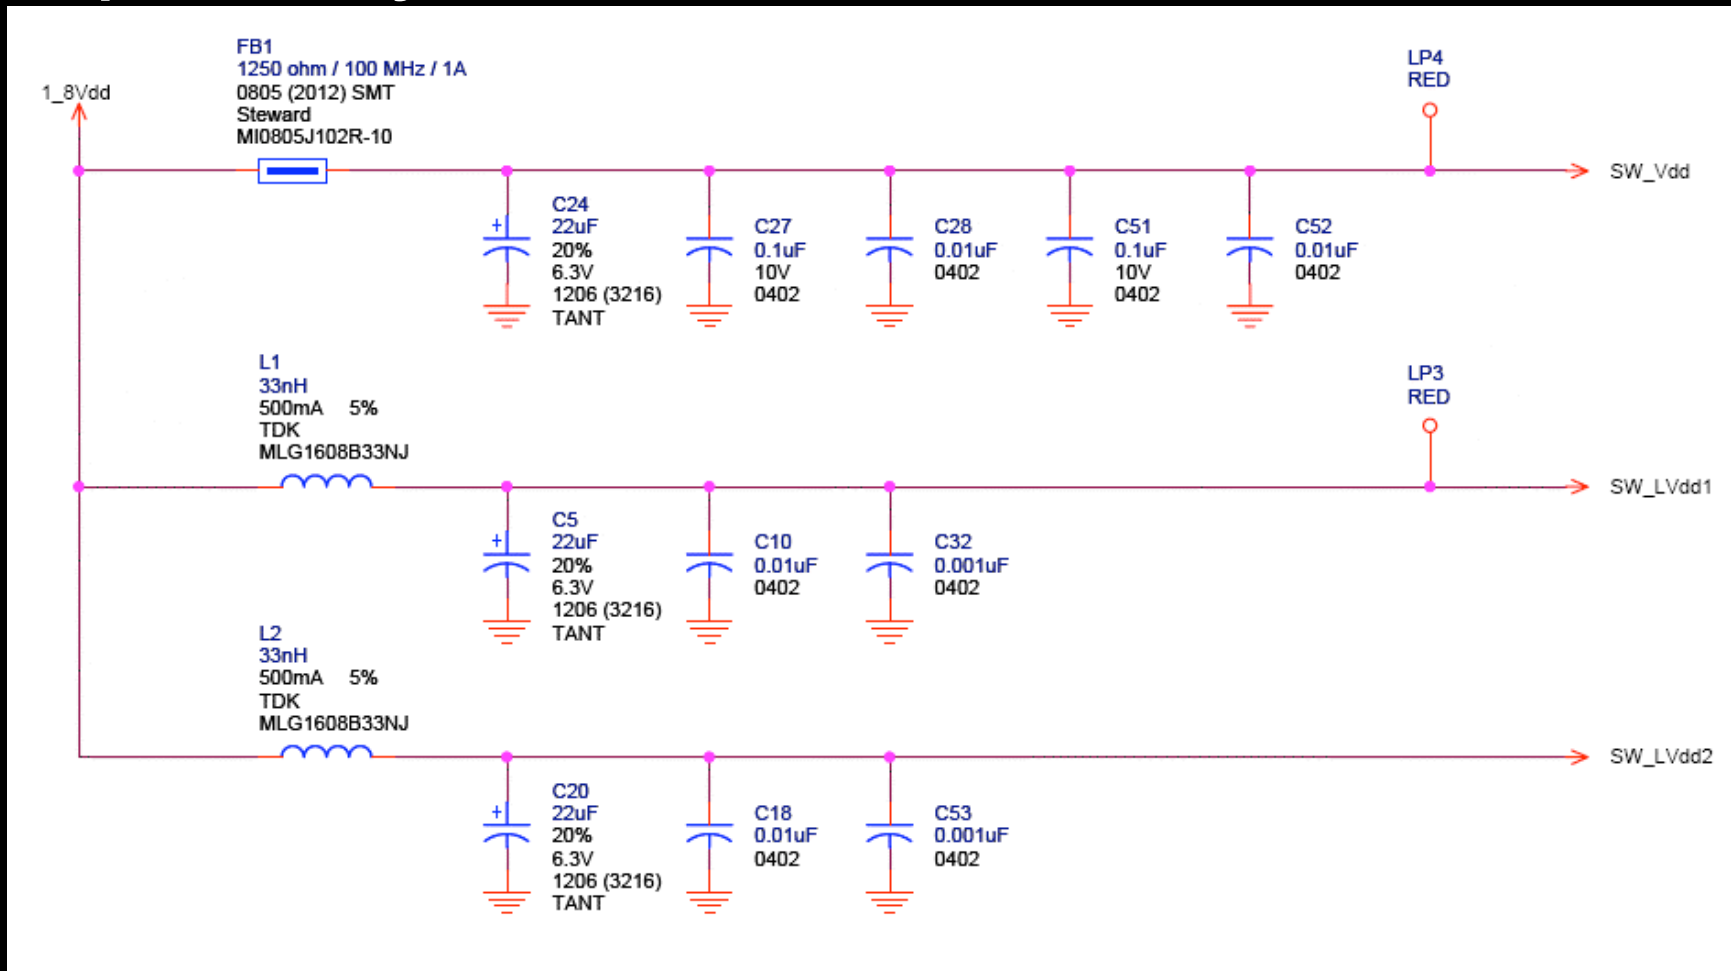 FB1
1250 ohm / 100 MHz / 1A
0805 (2012) SMT
Steward
MI0805J102R-10
1_8Vdd
LP4
RED
SW_Vdd
C24
22uF
20%
6.3V
1206 (3216)
TANT
+
C27
0.1uF
10V
0402
C28
0.01uF
0402
C51
0.1uF
10V
0402
C52
0.01uF
0402
L1
33nH
500mA 5%
TDK
MLG1608B33NJ
LP3
RED
SW_LVdd1
C5
22uF
20%
6.3V
1206 (3216)
TANT
+
C10
0.01uF
0402
C32
0.001uF
0402
L2
33nH
500mA 5%
TDK
MLG1608B33NJ
SW_LVdd2
C20
22uF
20%
6.3V
1206 (3216)
TANT
+
C18
0.01uF
0402
C53
0.001uF
0402